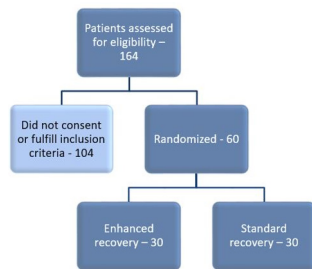 Patients assessed
for eligibility –
164
Did not consent
or fulfill inclusion
criteria - 104
Randomized - 60
Enhanced
recovery – 30
Standard
recovery – 30